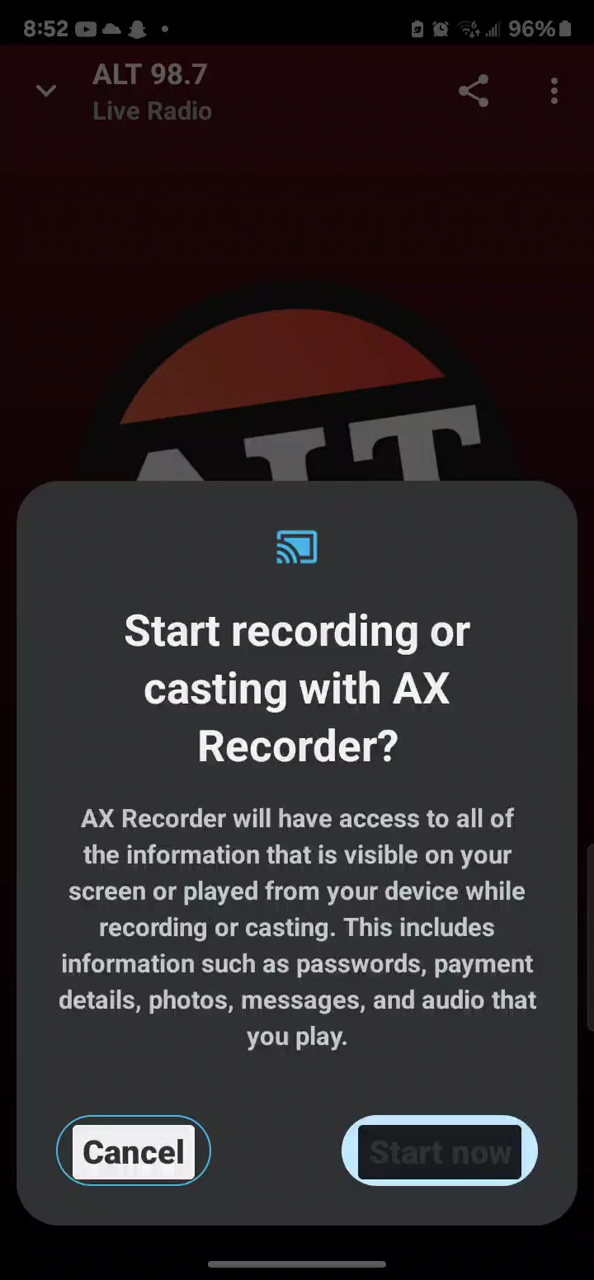 8:52
96%
ALT 98.7
Live Radio
ALT
Start recording or
casting with AX
Recorder?
AX Recorder will have access to all of
the information that is visible on your
screen or played from your device while
recording or casting. This includes
information such as passwords, payment
details, photos, messages, and audio that
you play.
Cancel
Start now